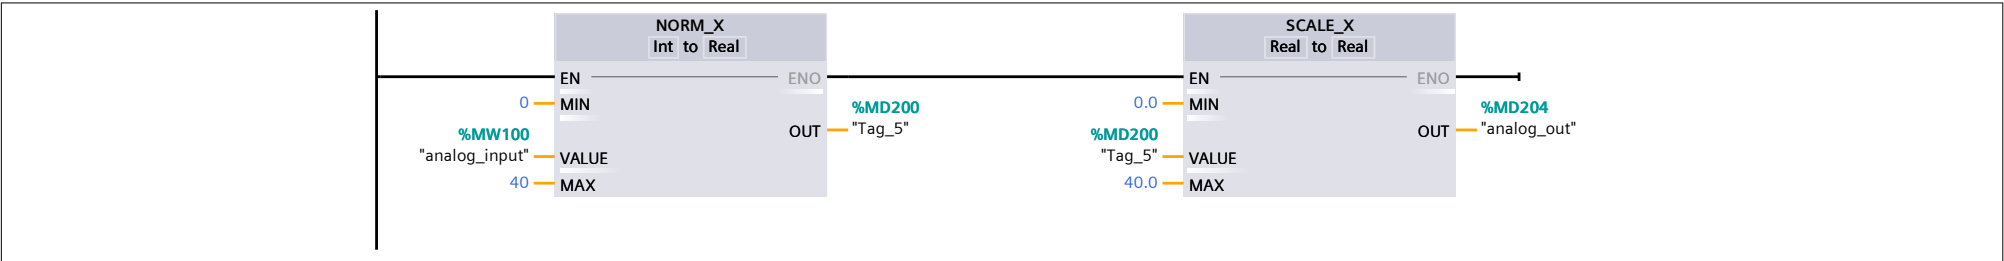 NORM_X
Int to Real
EN ENO
0 MIN
%MW100
"analog_input" VALUE
40 MAX
OUT
%MD200
"Tag_5"
SCALE_X
Real to Real
EN ENO
0.0 MIN
%MD200
"Tag_5" VALUE
40.0 MAX
OUT
%MD204
"analog_out"